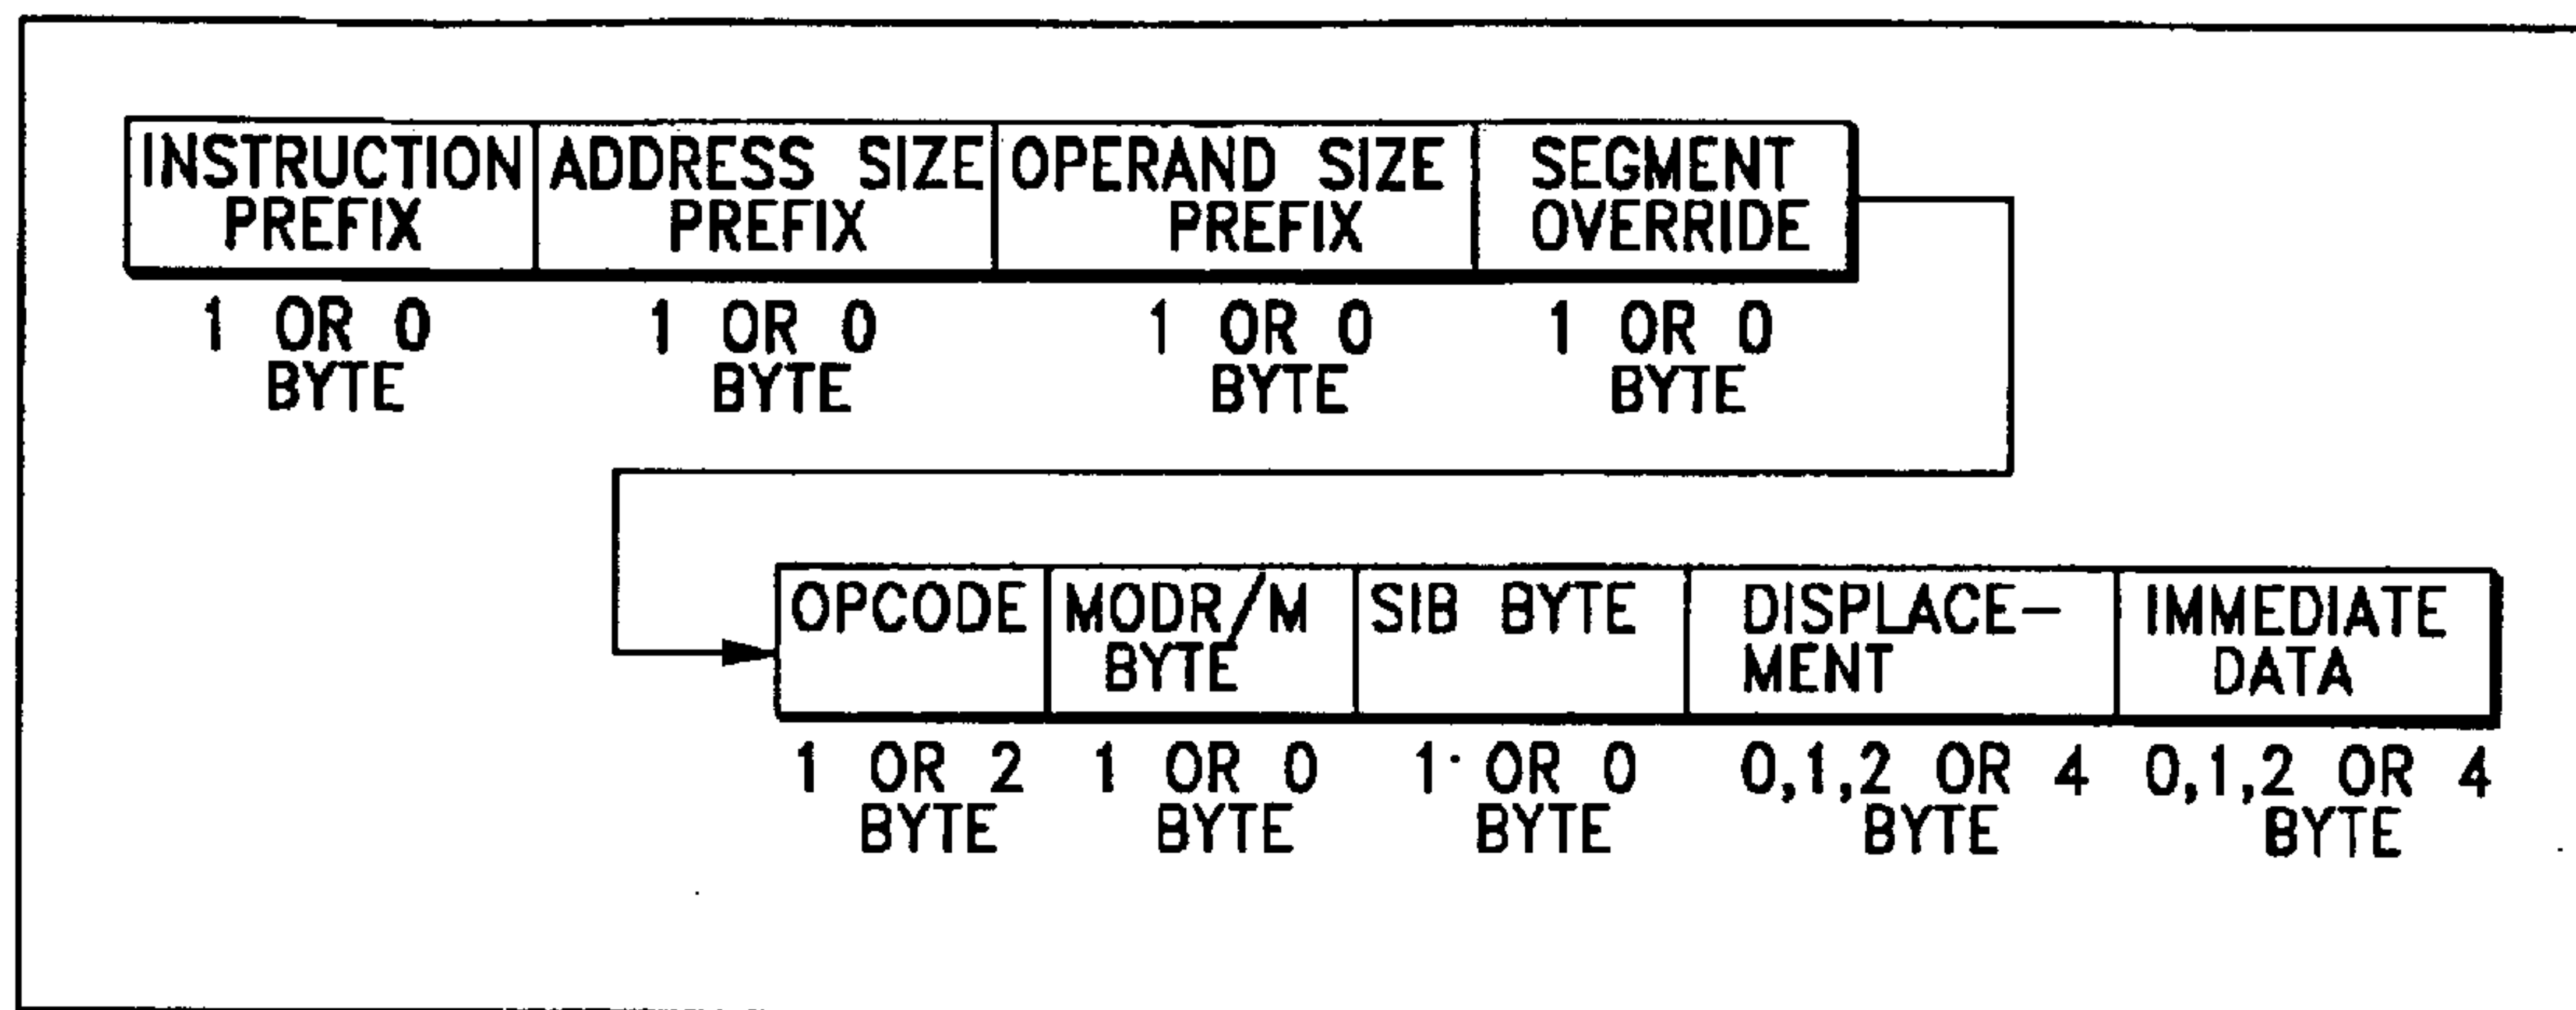 INSTRUCTION PREFIX
ADDRESS SIZE PREFIX
OPERAND SIZE PREFIX
SEGMENT OVERRIDE
1 OR 0 BYTE
1 OR 0 BYTE
1 OR 0 BYTE
1 OR 0 BYTE
OPCODE
MODR/M BYTE
SIB BYTE
DISPLACE-
MENT
IMMEDIATE DATA
1 OR 2 BYTE
1 OR 0 BYTE
1 OR 0 BYTE
0,1,2 OR 4 BYTE
0,1,2 OR 4 BYTE